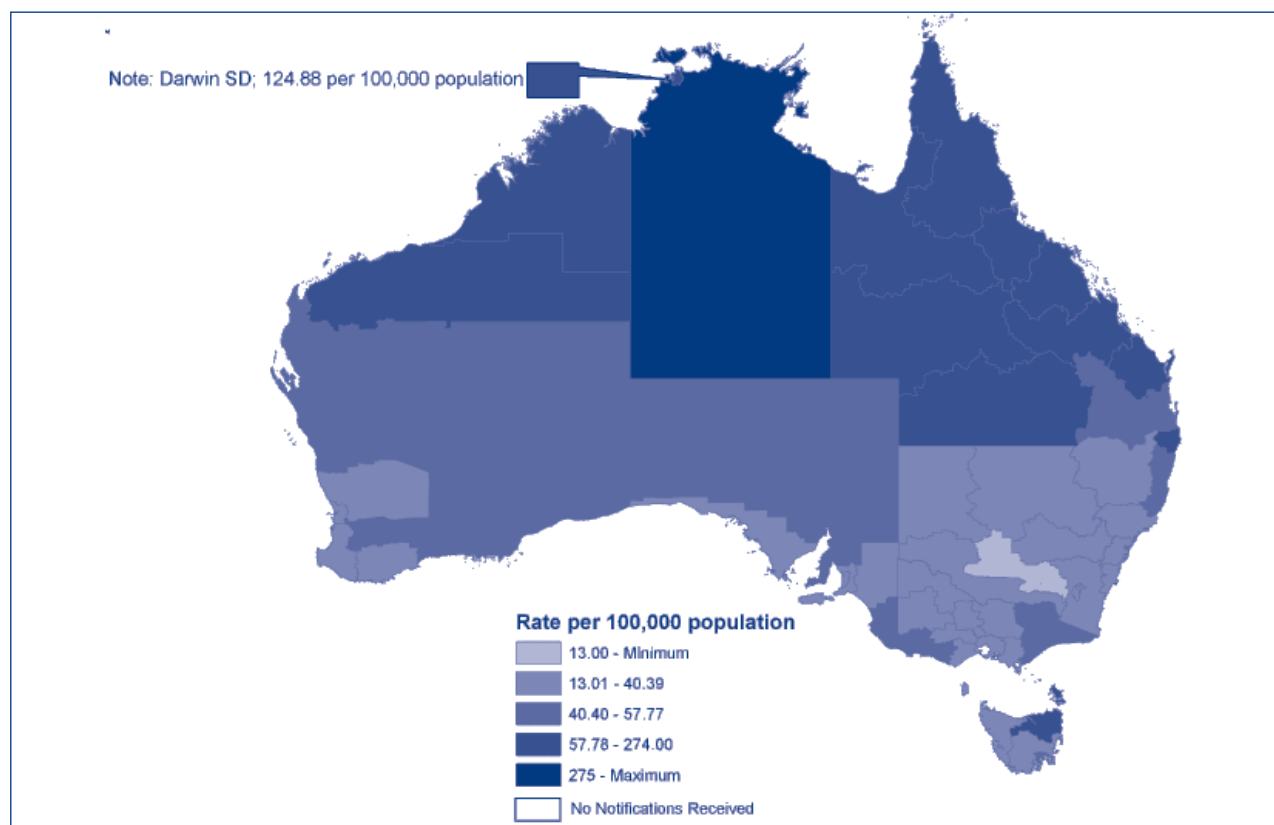 Note: Darwin SD; 124.88 per 100,000 population
Rate per 100,000 population
13.00 - Minimum
13.01 - 40.39
40.40 - 57.77
57.78 - 274.00
275 - Maximum
No Notifications Received